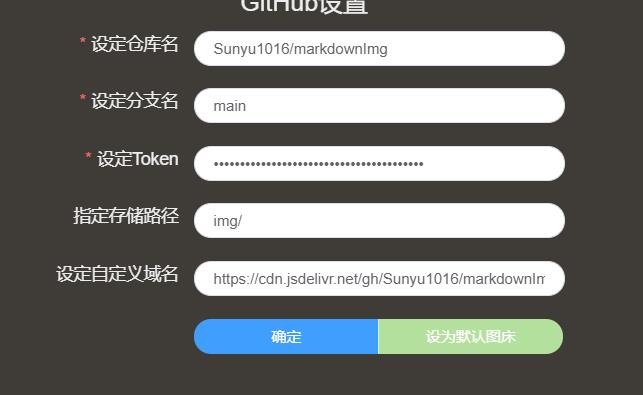 GitHub设置
* 设定仓库名
Sunyu1016/markdownImg
* 设定分支名
main
* 设定Token
••••••••••••••••••••••••••••••••••••••••
指定存储路径
img/
设定自定义域名
https://cdn.jsdelivr.net/gh/Sunyu1016/markdownIm
确定
设为默认图床